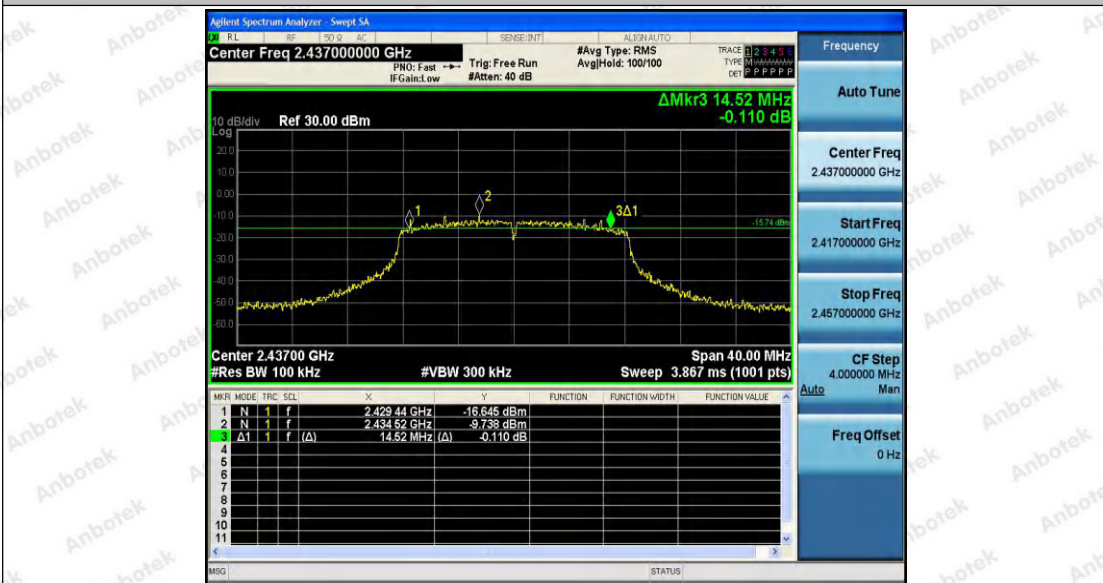 Agilent Spectrum Analyzer - Swept SA
RL RF 50 Ω AC SENSE:INT ALIGNAUTO
Center Freq 2.437000000 GHz
PNO: Fast
IFGain:Low
Trig: Free Run
#Atten: 40 dB
#Avg Type: RMS
Avg|Hold: 100/100
TRACE 1 2 3 4 5 6
TYPE M
DET P P P P P P
ΔMkr3 14.52 MHz
-0.110 dB
10 dB/div Ref 30.00 dBm
Log
20.0
10.0
0.00
-10.0
-20.0
-30.0
-40.0
-50.0
-60.0
1
2
3Δ1
-15.74 dBm
Center 2.43700 GHz Span 40.00 MHz
#Res BW 100 kHz #VBW 300 kHz Sweep 3.867 ms (1001 pts)
MKR MODE TRC SCL X Y FUNCTION FUNCTION WIDTH FUNCTION VALUE
1 N 1 f 2.429 44 GHz -16.645 dBm
2 N 1 f 2.434 52 GHz -9.738 dBm
3 Δ1 1 f (Δ) 14.52 MHz (Δ) -0.110 dB
4
5
6
7
8
9
10
11
MSG STATUS
Frequency
Auto Tune
Center Freq
2.437000000 GHz
Start Freq
2.417000000 GHz
Stop Freq
2.457000000 GHz
CF Step
4.000000 MHz
Auto Man
Freq Offset
0 Hz
Anbotek